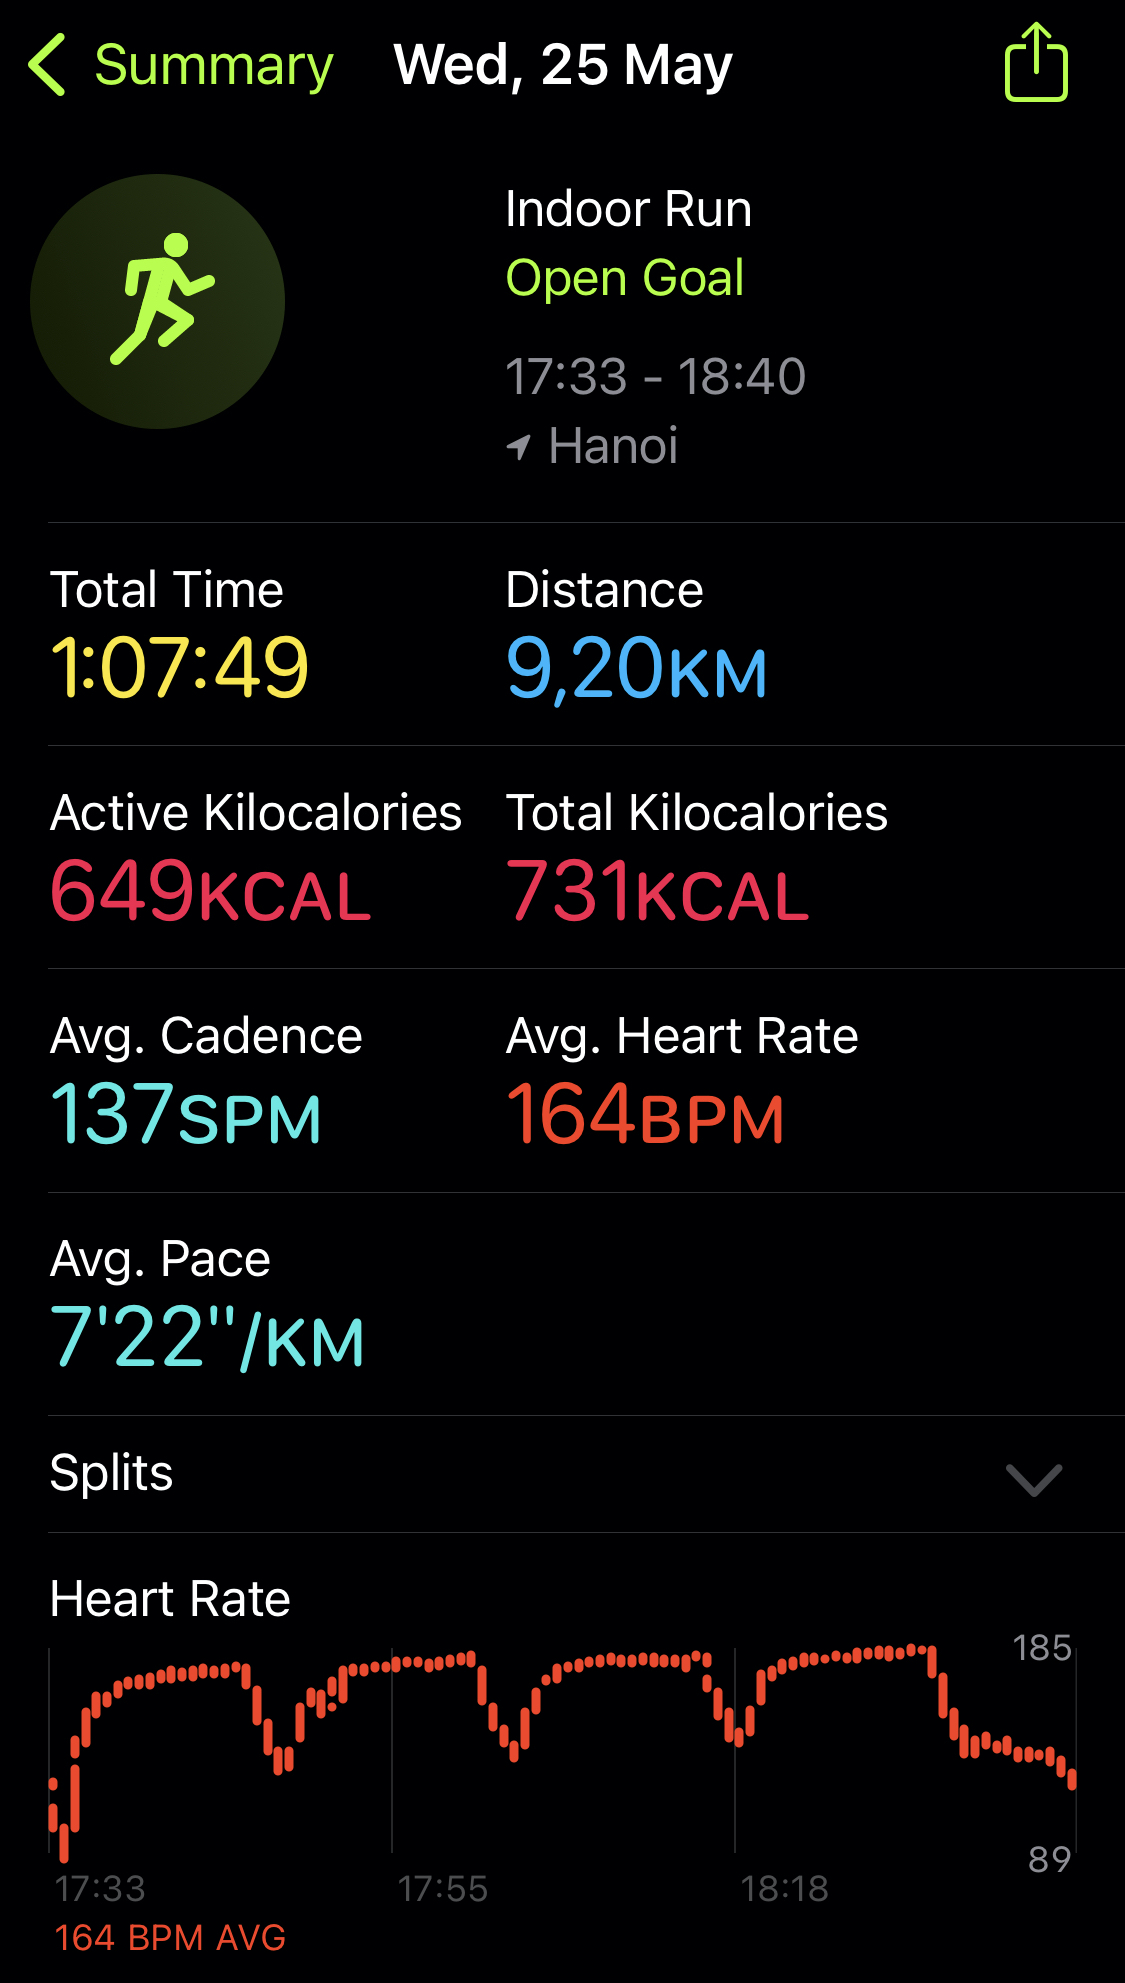 Summary
Wed, 25 May
Indoor Run
Open Goal
17:33 - 18:40
Hanoi
Total Time
1:07:49
Distance
9,20KM
Active Kilocalories
649KCAL
Total Kilocalories
731KCAL
Avg. Cadence
137SPM
Avg. Heart Rate
164BPM
Avg. Pace
7'22"/KM
Splits
Heart Rate
185
89
17:33
17:55
18:18
164 BPM AVG